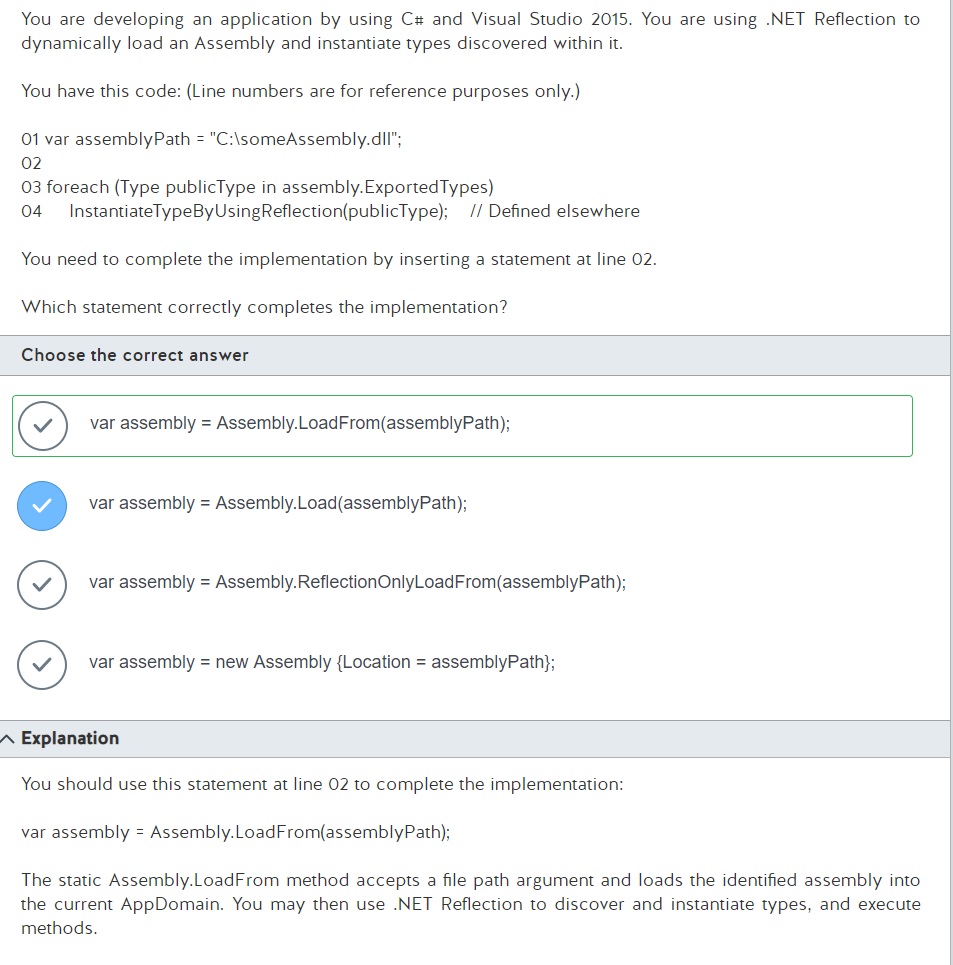 You are developing an application by using C# and Visual Studio 2015. You are using .NET Reflection to
dynamically load an Assembly and instantiate types discovered within it.
You have this code: (Line numbers are for reference purposes only.)
01 var assemblyPath = "C:\someAssembly.dll";
02
03 foreach (Type publicType in assembly.ExportedTypes)
04 InstantiateTypeByUsingReflection(publicType); // Defined elsewhere
You need to complete the implementation by inserting a statement at line 02.
Which statement correctly completes the implementation?
Choose the correct answer
var assembly = Assembly.LoadFrom(assemblyPath);
var assembly = Assembly.Load(assemblyPath);
var assembly = Assembly.ReflectionOnlyLoadFrom(assemblyPath);
var assembly = new Assembly {Location = assemblyPath};
Explanation
You should use this statement at line 02 to complete the implementation:
var assembly = Assembly.LoadFrom(assemblyPath);
The static Assembly.LoadFrom method accepts a file path argument and loads the identified assembly into
the current AppDomain. You may then use .NET Reflection to discover and instantiate types, and execute
methods.